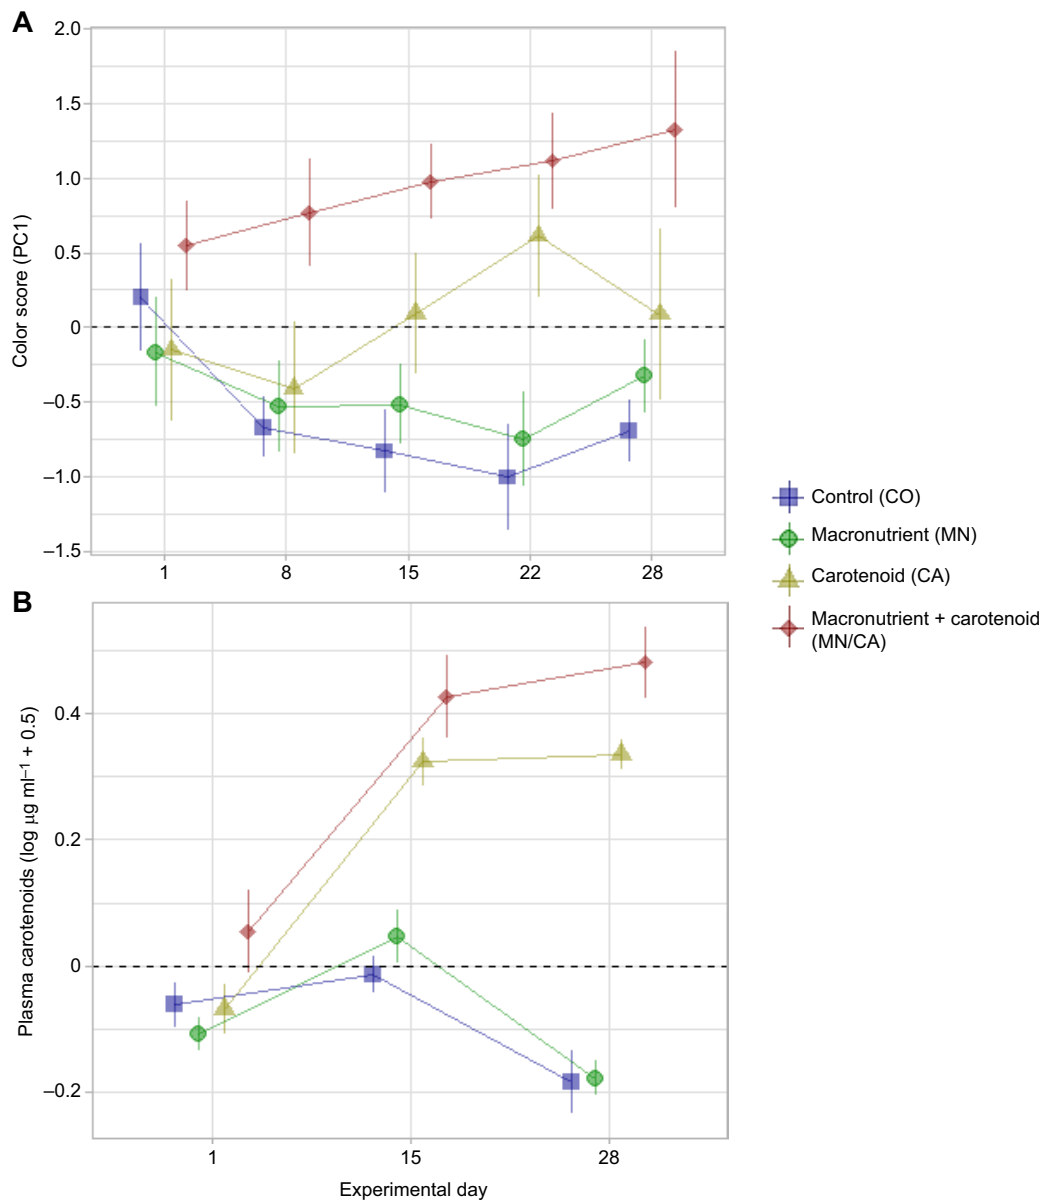 A
2.0
1.5
1.0
0.5
0
–0.5
–1.0
–1.5
Color score (PC1)
1 8 15 22 28
Control (CO)
Macronutrient (MN)
Carotenoid (CA)
Macronutrient + carotenoid
(MN/CA)
B
0.4
0.2
0
–0.2
Plasma carotenoids (log μg ml–1 + 0.5)
1 15 28
Experimental day